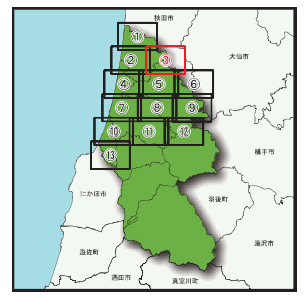 秋田市
①
大仙市
②
③
④
⑤
⑥
⑦
⑧
⑨
⑩
⑪
⑫
横手市
⑬
にかほ市
羽後町
湯沢市
遊佐町
酒田市
真室川町